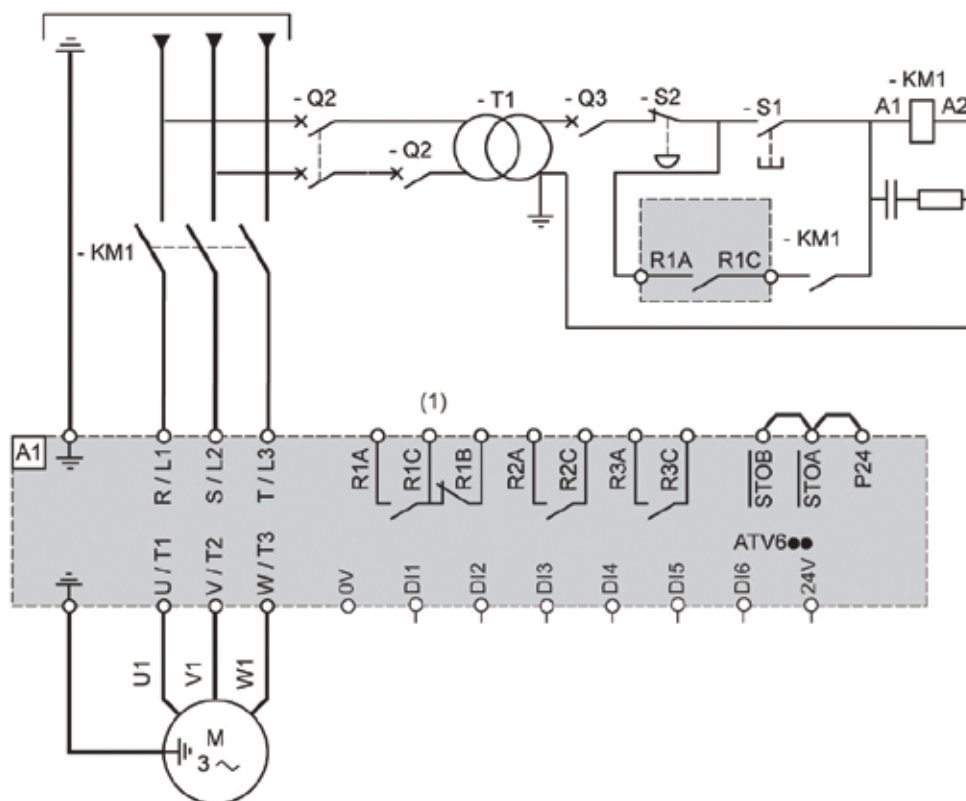 - KM1
- Q2
- T1
- Q3
- S2
- S1
A1
A2
- Q2
- KM1
- KM1
R1A
R1C
(1)
A1
R / L1
S / L2
T / L3
R1A
R1C
R1B
R2A
R2C
R3A
R3C
STOB
STOA
P24
ATV6●●
U / T1
V / T2
W / T3
0V
DI1
DI2
DI3
DI4
DI5
DI6
24V
U1
V1
W1
M
3 ~